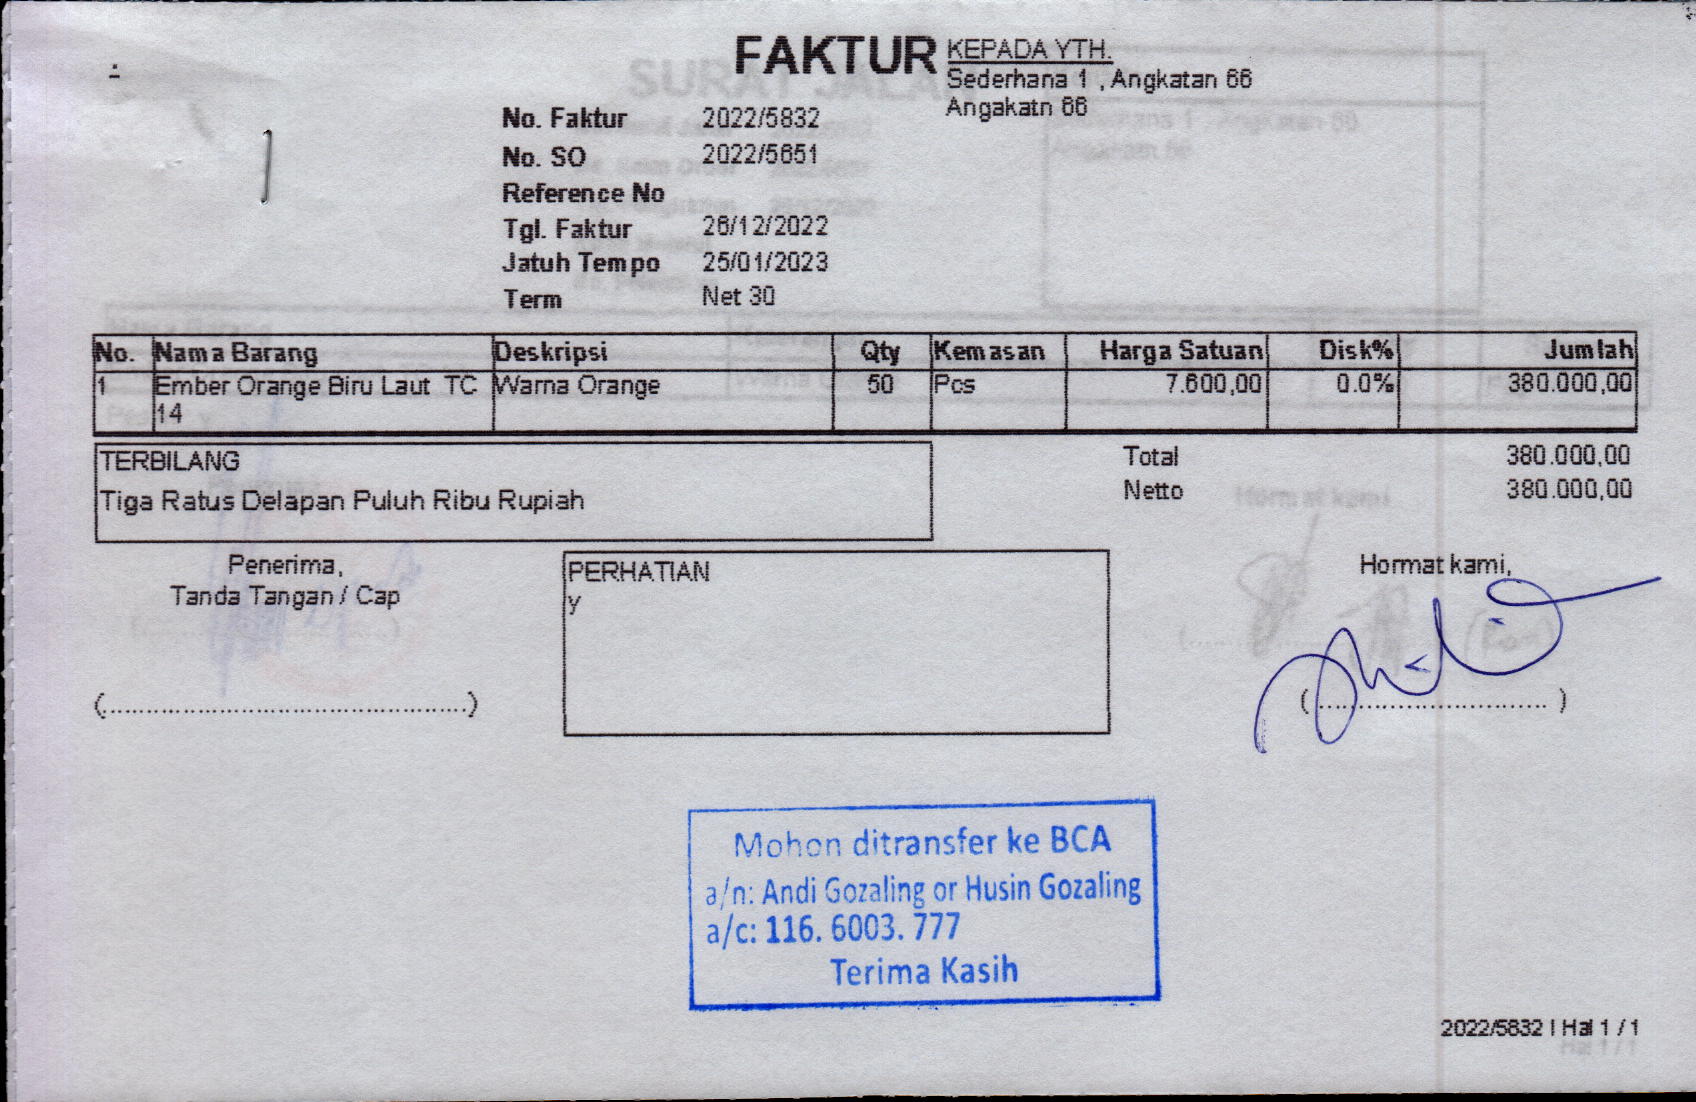 FAKTUR
KEPADA YTH.
Sederhana 1 , Angkatan 66
Angakatn 66
No. Faktur 2022/5832
No. SO 2022/5651
Reference No
Tgl. Faktur 26/12/2022
Jatuh Tempo 25/01/2023
Term Net 30
No. Nama Barang Deskripsi Qty Kemasan Harga Satuan Disk% Jumlah
1 Ember Orange Biru Laut TC Warna Orange 50 Pcs 7.600,00 0.0% 380.000,00
14
TERBILANG
Tiga Ratus Delapan Puluh Ribu Rupiah
Total 380.000,00
Netto 380.000,00
Penerima,
Tanda Tangan / Cap
(..............................................)
PERHATIAN
y
Hormat kami,
(............................. )
Mohon ditransfer ke BCA
a/n: Andi Gozaling or Husin Gozaling
a/c: 116. 6003. 777
Terima Kasih
2022/5832 | Hal 1 / 1